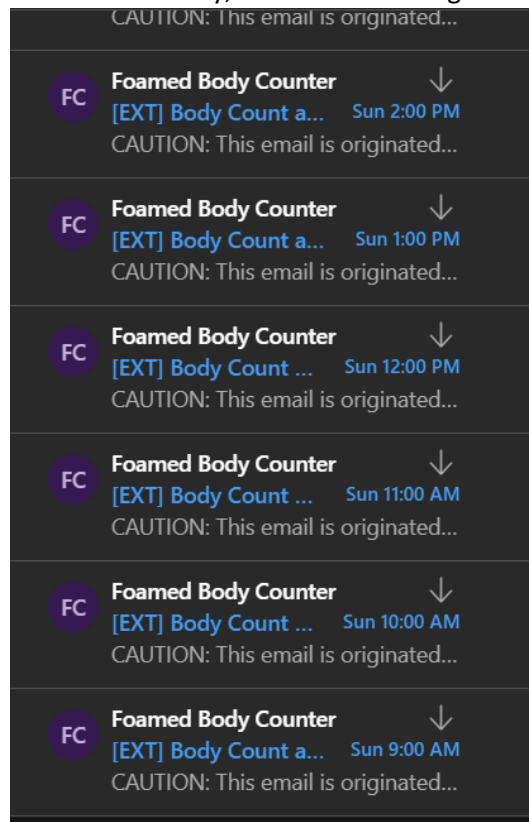 CAUTION: This email is originated...
FC
Foamed Body Counter
[EXT] Body Count a... Sun 2:00 PM
CAUTION: This email is originated...
FC
Foamed Body Counter
[EXT] Body Count a... Sun 1:00 PM
CAUTION: This email is originated...
FC
Foamed Body Counter
[EXT] Body Count ... Sun 12:00 PM
CAUTION: This email is originated...
FC
Foamed Body Counter
[EXT] Body Count ... Sun 11:00 AM
CAUTION: This email is originated...
FC
Foamed Body Counter
[EXT] Body Count ... Sun 10:00 AM
CAUTION: This email is originated...
FC
Foamed Body Counter
[EXT] Body Count a... Sun 9:00 AM
CAUTION: This email is originated...